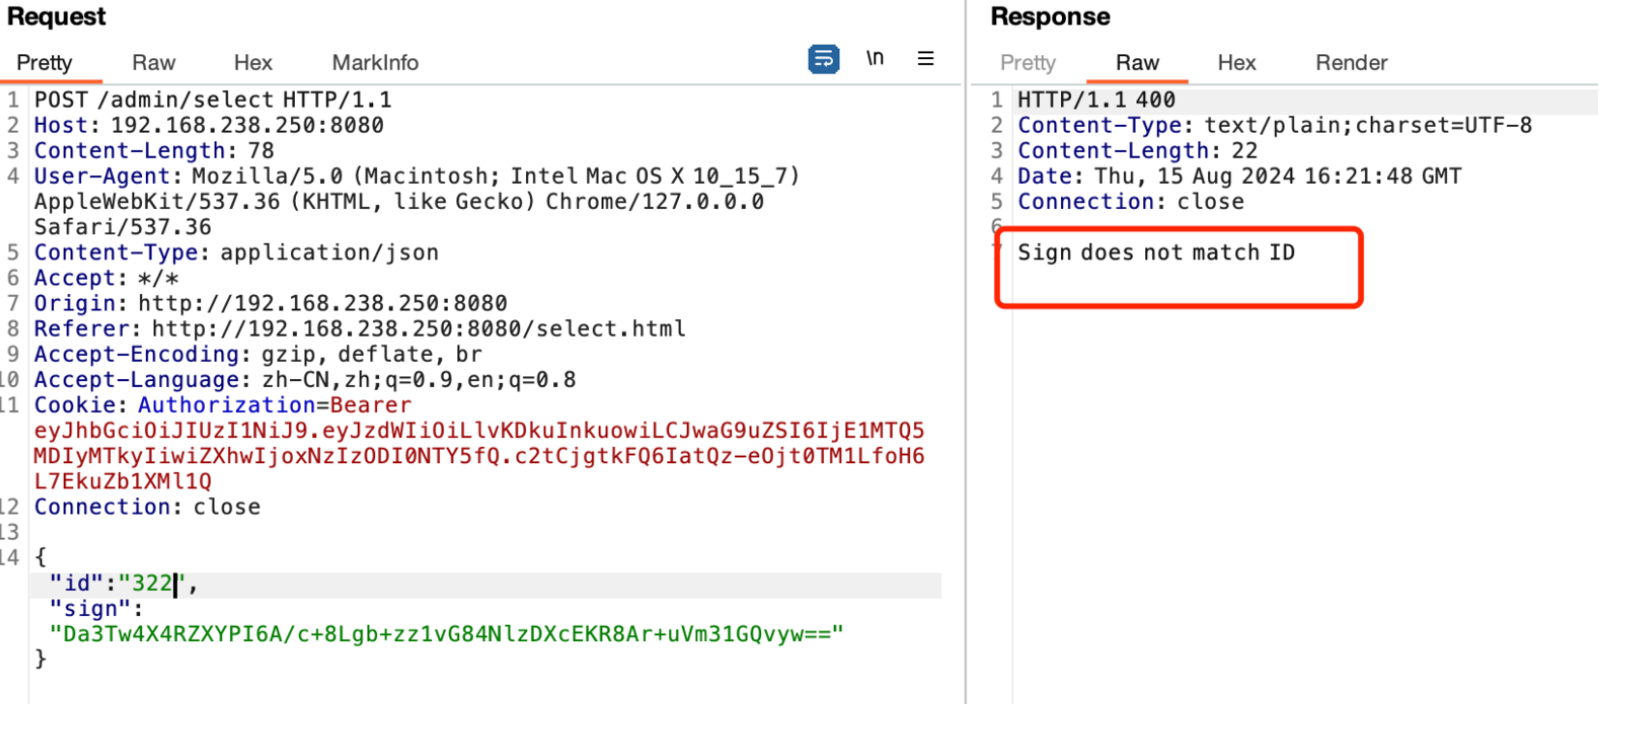 Request
Pretty Raw Hex MarkInfo \n
1 POST /admin/select HTTP/1.1
2 Host: 192.168.238.250:8080
3 Content-Length: 78
4 User-Agent: Mozilla/5.0 (Macintosh; Intel Mac OS X 10_15_7)
AppleWebKit/537.36 (KHTML, like Gecko) Chrome/127.0.0.0
Safari/537.36
5 Content-Type: application/json
6 Accept: */*
7 Origin: http://192.168.238.250:8080
8 Referer: http://192.168.238.250:8080/select.html
9 Accept-Encoding: gzip, deflate, br
10 Accept-Language: zh-CN,zh;q=0.9,en;q=0.8
11 Cookie: Authorization=Bearer
eyJhbGciOiJIUzI1NiJ9.eyJzdWIiOiLlvKDkuInkuowiLCJwaG9uZSI6IjE1MTQ5
MDIyMTkyIiwiZXhwIjoxNzIzODI0NTY5fQ.c2tCjgtkFQ6IatQz-eOjt0TM1LfoH6
L7EkuZb1XMl1Q
12 Connection: close
13
14 {
"id":"322",
"sign":
"Da3Tw4X4RZXYPI6A/c+8Lgb+zz1vG84NlzDXcEKR8Ar+uVm31GQvyw=="
}
Response
Pretty Raw Hex Render
1 HTTP/1.1 400
2 Content-Type: text/plain;charset=UTF-8
3 Content-Length: 22
4 Date: Thu, 15 Aug 2024 16:21:48 GMT
5 Connection: close
6
7 Sign does not match ID